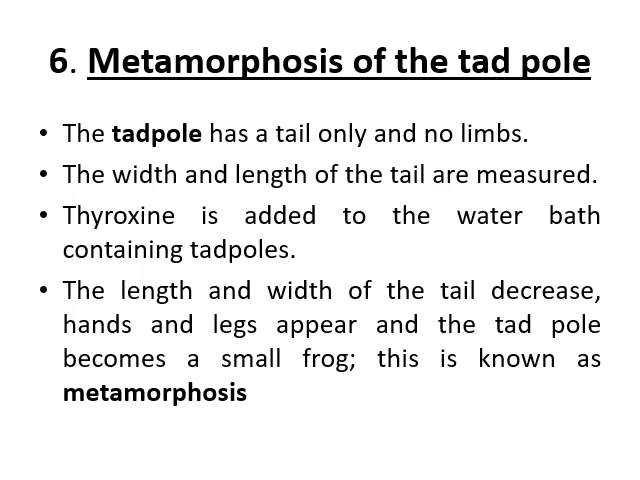 6. Metamorphosis of the tad pole
• The tadpole has a tail only and no limbs.
• The width and length of the tail are measured.
• Thyroxine is added to the water bath
containing tadpoles.
• The length and width of the tail decrease,
hands and legs appear and the tad pole
becomes a small frog; this is known as
metamorphosis